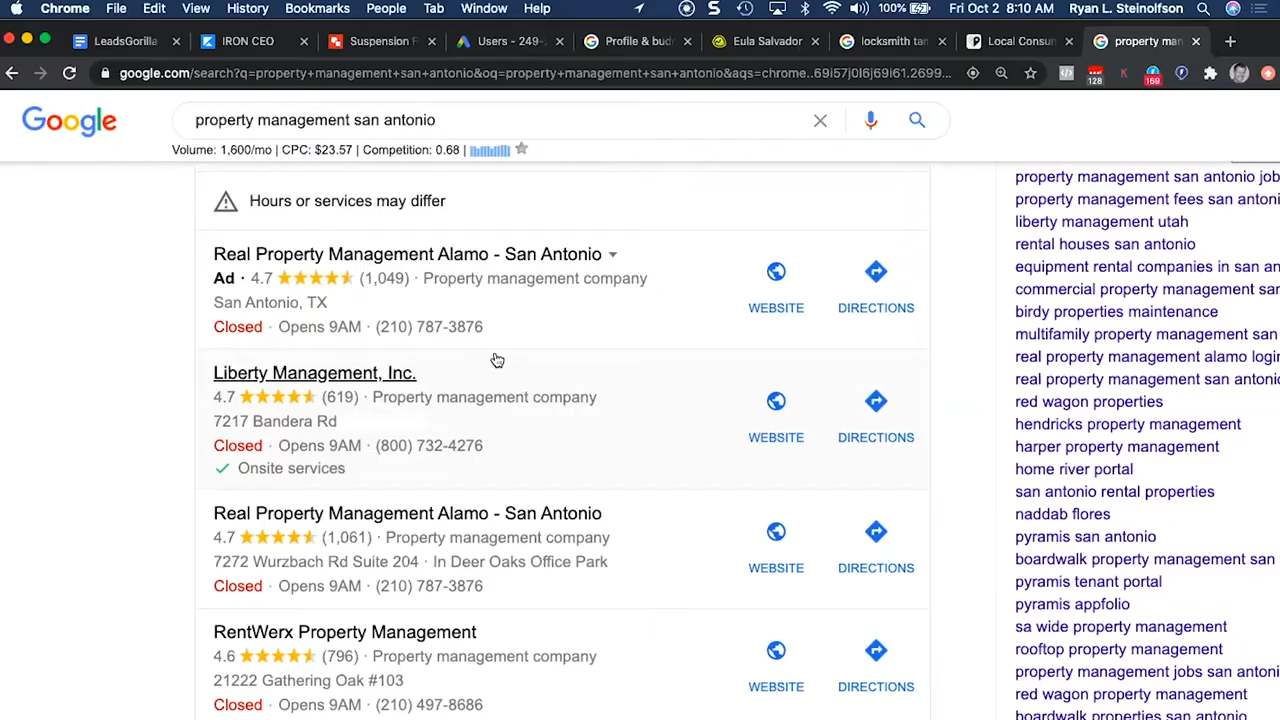 Chrome File Edit View History Bookmarks People Tab Window Help 100% Fri Oct 2 8:10 AM Ryan L. Steinolfson
LeadsGorilla IRON CEO Suspension F Users - 249- Profile & bud Eula Salvador locksmith tan Local Consun property man
google.com/search?q=property+management+san+antonio&oq=property+management+san+antonio&aqs=chrome..69i57j0l6j69i61.2699...
128 169
Google property management san antonio
Volume: 1,600/mo | CPC: $23.57 | Competition: 0.68 |
Hours or services may differ
Real Property Management Alamo - San Antonio
Ad · 4.7 (1,049) · Property management company
San Antonio, TX
Closed · Opens 9AM · (210) 787-3876
WEBSITE DIRECTIONS
Liberty Management, Inc.
4.7 (619) · Property management company
7217 Bandera Rd
Closed · Opens 9AM · (800) 732-4276
Onsite services
WEBSITE DIRECTIONS
Real Property Management Alamo - San Antonio
4.7 (1,061) · Property management company
7272 Wurzbach Rd Suite 204 · In Deer Oaks Office Park
Closed · Opens 9AM · (210) 787-3876
WEBSITE DIRECTIONS
RentWerx Property Management
4.6 (796) · Property management company
21222 Gathering Oak #103
Closed · Opens 9AM · (210) 497-8686
WEBSITE DIRECTIONS
property management san antonio job
property management fees san antoni
liberty management utah
rental houses san antonio
equipment rental companies in san an
commercial property management sar
birdy properties maintenance
multifamily property management san
real property management alamo login
real property management san antonio
red wagon properties
hendricks property management
harper property management
home river portal
san antonio rental properties
naddab flores
pyramis san antonio
boardwalk property management san
pyramis tenant portal
pyramis appfolio
sa wide property management
rooftop property management
property management jobs san antoni
red wagon property management
boardwalk properties san antonio